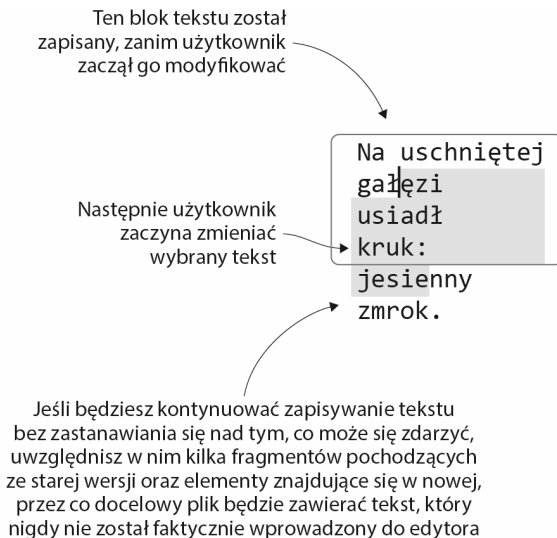 Ten blok tekstu został
zapisany, zanim użytkownik
zaczął go modyfikować
Na uschniętej
gałęzi
usiadł
kruk:
jesienny
zmrok.
Następnie użytkownik
zaczyna zmieniać
wybrany tekst
Jeśli będziesz kontynuować zapisywanie tekstu
bez zastanawiania się nad tym, co może się zdarzyć,
uwzględnisz w nim kilka fragmentów pochodzących
ze starej wersji oraz elementy znajdujące się w nowej,
przez co docelowy plik będzie zawierać tekst, który
nigdy nie został faktycznie wprowadzony do edytora